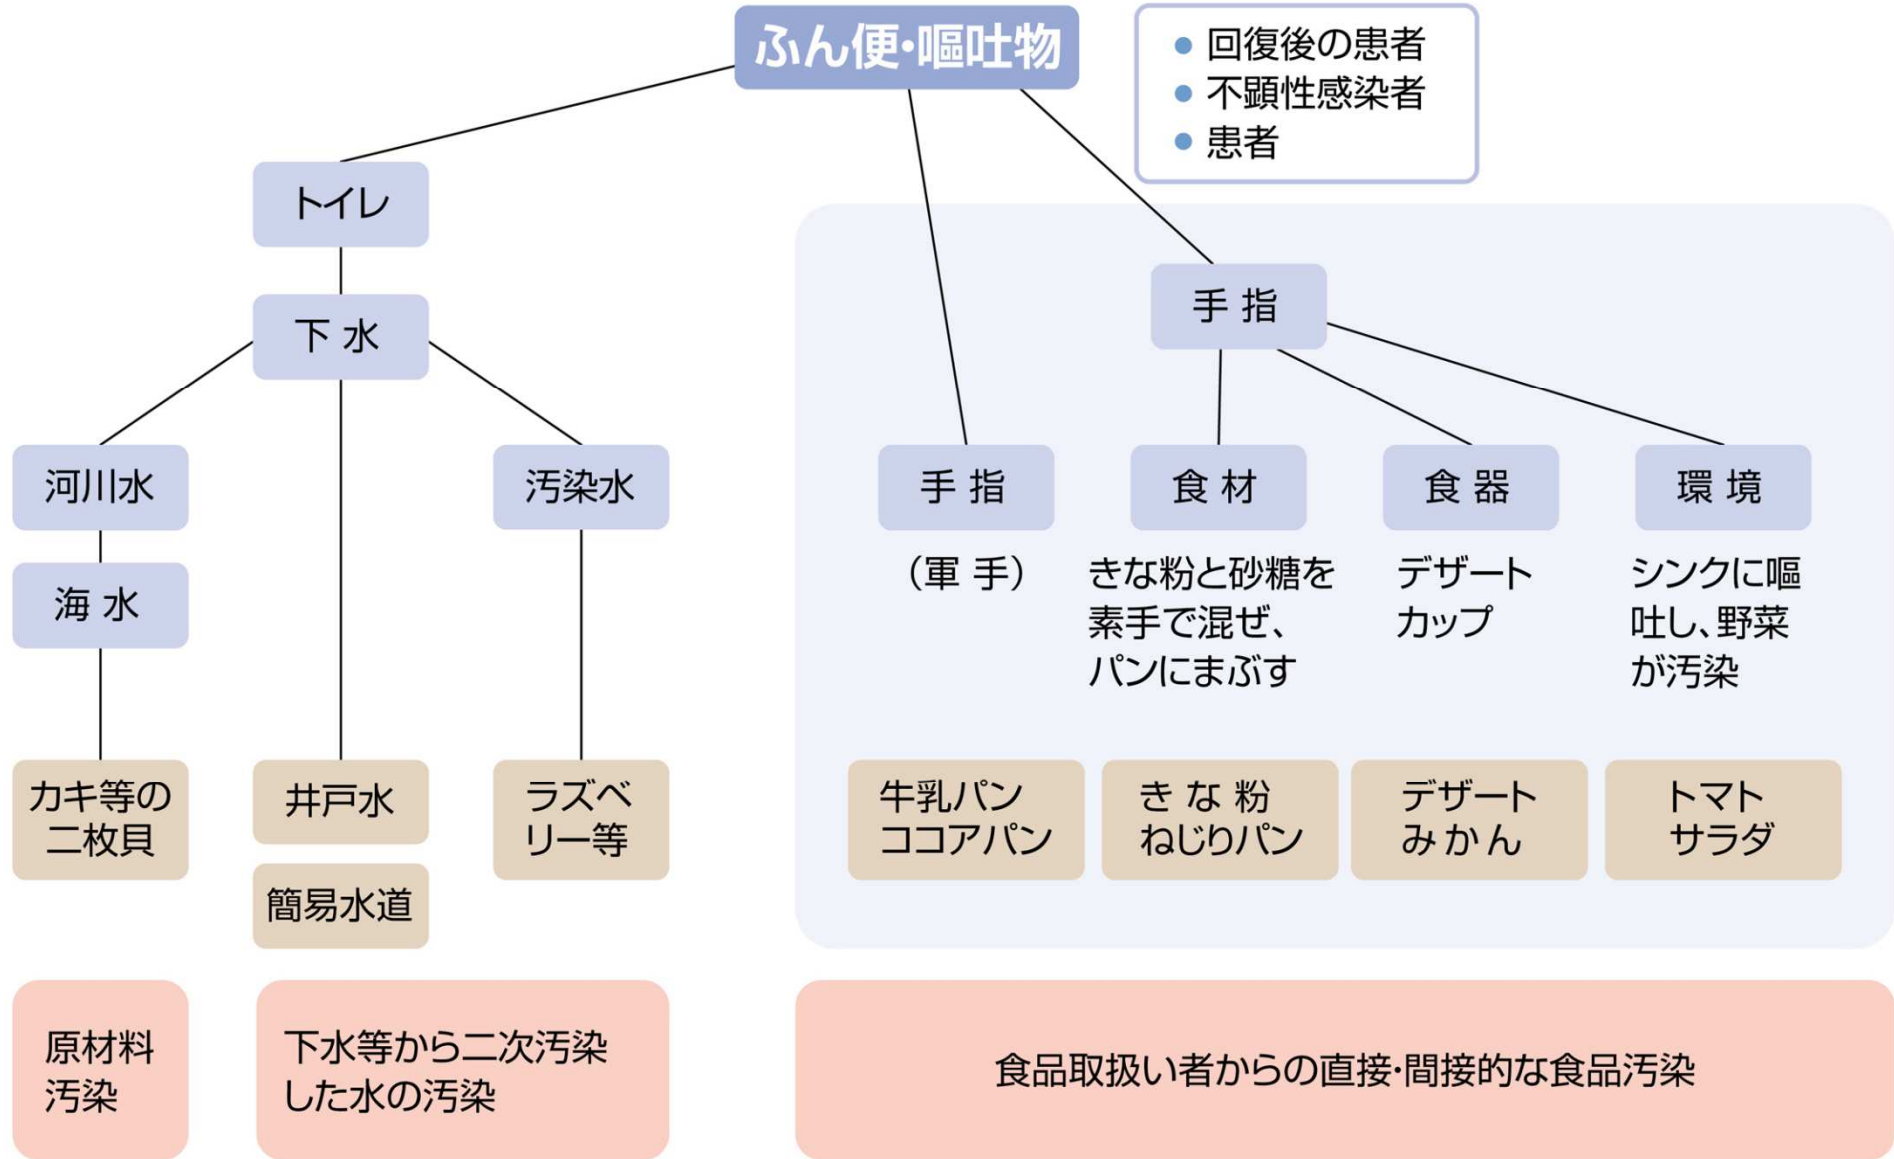 ふん便・嘔吐物
● 回復後の患者
● 不顕性感染者
● 患者
トイレ
下 水
手 指
河川水
汚染水
手 指
食 材
食 器
環 境
海 水
（軍 手）
きな粉と砂糖を
素手で混ぜ、
パンにまぶす
デザート
カップ
シンクに嘔
吐し、野菜
が汚染
カキ等の
二枚貝
井戸水
簡易水道
ラズベ
リー等
牛乳パン
ココアパン
き な 粉
ねじりパン
デザート
みかん
トマト
サラダ
原材料
汚染
下水等から二次汚染
した水の汚染
食品取扱い者からの直接・間接的な食品汚染